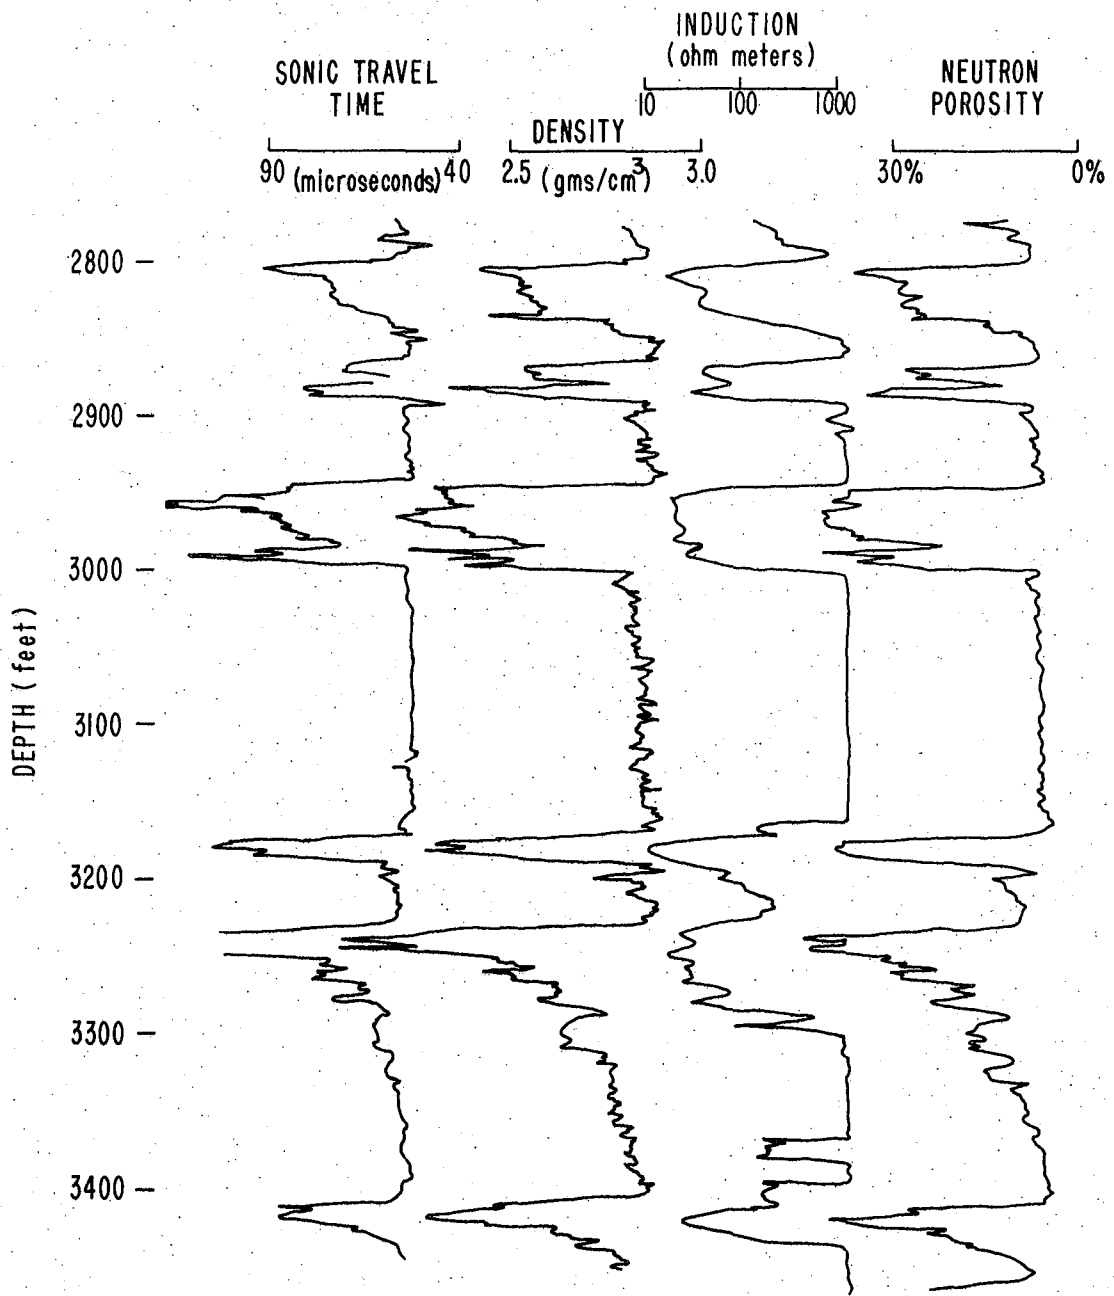 INDUCTION
(ohm meters)
SONIC TRAVEL
TIME
NEUTRON
POROSITY
10 100 1000
DENSITY
90 (microseconds) 40
2.5 (gms/cm³) 3.0
30% 0%
2800
2900
3000
3100
3200
3300
3400
DEPTH (feet)